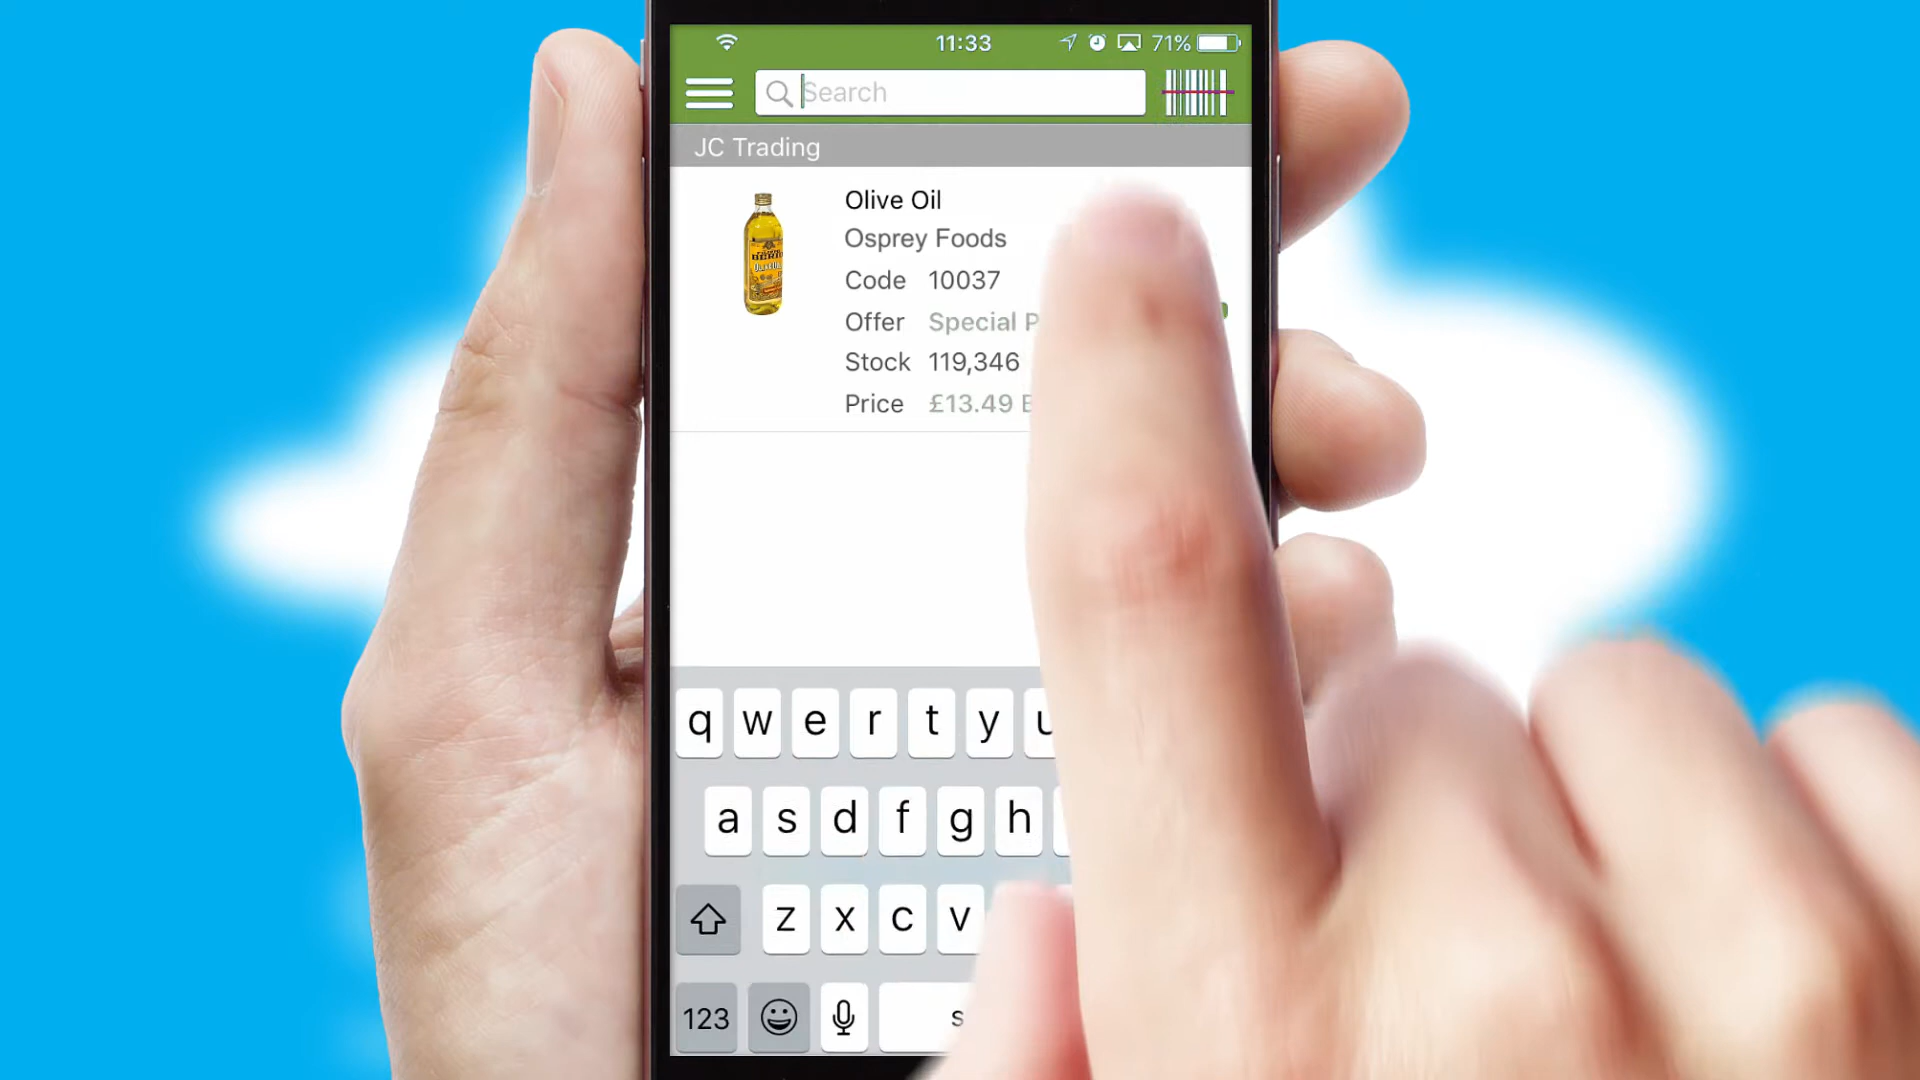 11:33 71%
Search
JC Trading
Olive Oil
Osprey Foods
Code 10037
Offer Special
Stock 119,346
Price £13.49
q w e r t y u
a s d f g h
z x c v
123